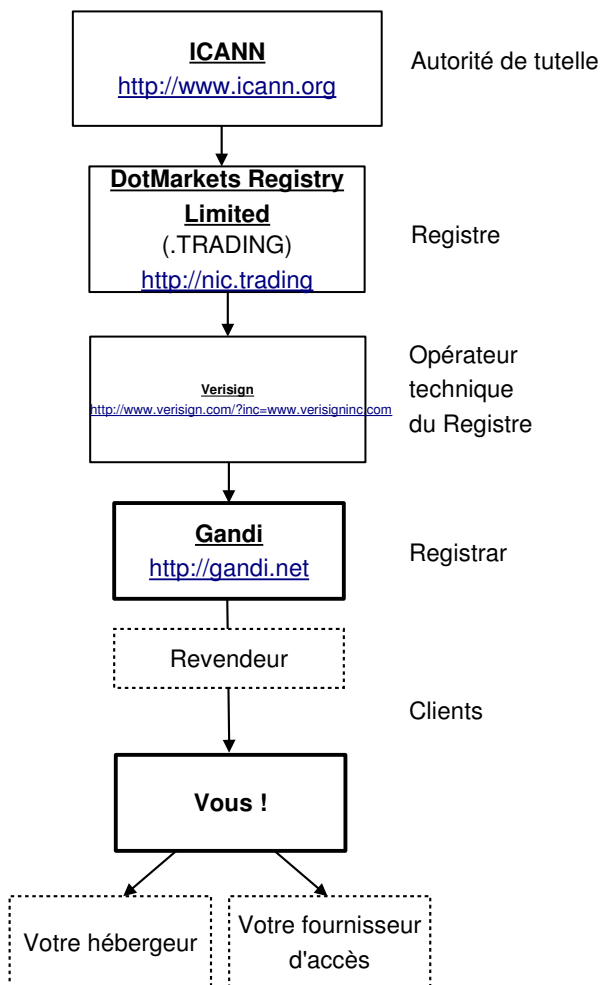 ICANN
http://www.icann.org
Autorité de tutelle
DotMarkets Registry
Limited
(.TRADING)
http://nic.trading
Registre
Verisign
http://www.verisign.com/?inc=www.verisigninc.com
Opérateur
technique
du Registre
Gandi
http://gandi.net
Registrar
Revendeur
Clients
Vous !
Votre hébergeur
Votre fournisseur
d'accès